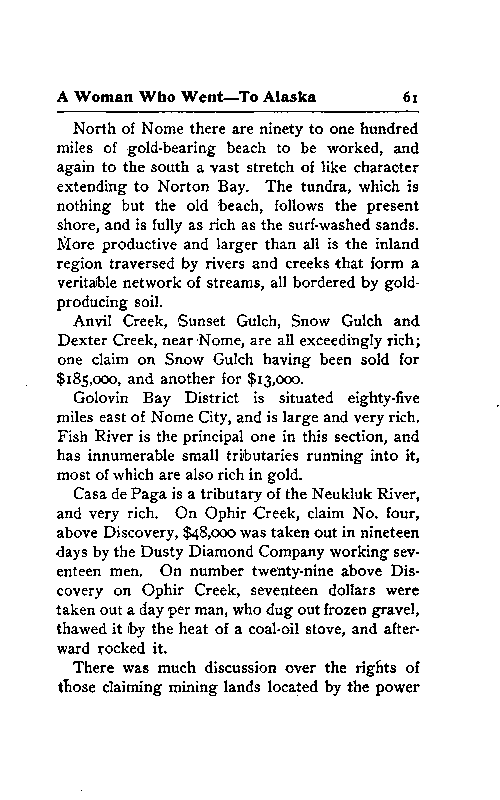 A Woman Who Went—To Alaska 61
North of Nome there are ninety to one hundred
miles of gold-bearing beach to be worked, and
again to the south a vast stretch of like character
extending to Norton Bay. The tundra, which is
nothing but the old beach, follows the present
shore, and is fully as rich as the surf-washed sands.
More productive and larger than all is the inland
region traversed by rivers and creeks that form a
veritable network of streams, all bordered by gold-
producing soil.
Anvil Creek, Sunset Gulch, Snow Gulch and
Dexter Creek, near Nome, are all exceedingly rich;
one claim on Snow Gulch having been sold for
$185,000, and another for $13,000.
Golovin Bay District is situated eighty-five
miles east of Nome City, and is large and very rich.
Fish River is the principal one in this section, and
has innumerable small tributaries running into it,
most of which are also rich in gold.
Casa de Paga is a tributary of the Neukluk River,
and very rich. On Ophir Creek, claim No. four,
above Discovery, $48,000 was taken out in nineteen
days by the Dusty Diamond Company working sev-
enteen men. On number twenty-nine above Dis-
covery on Ophir Creek, seventeen dollars were
taken out a day per man, who dug out frozen gravel,
thawed it by the heat of a coal-oil stove, and after-
ward rocked it.
There was much discussion over the rights of
those claiming mining lands located by the power